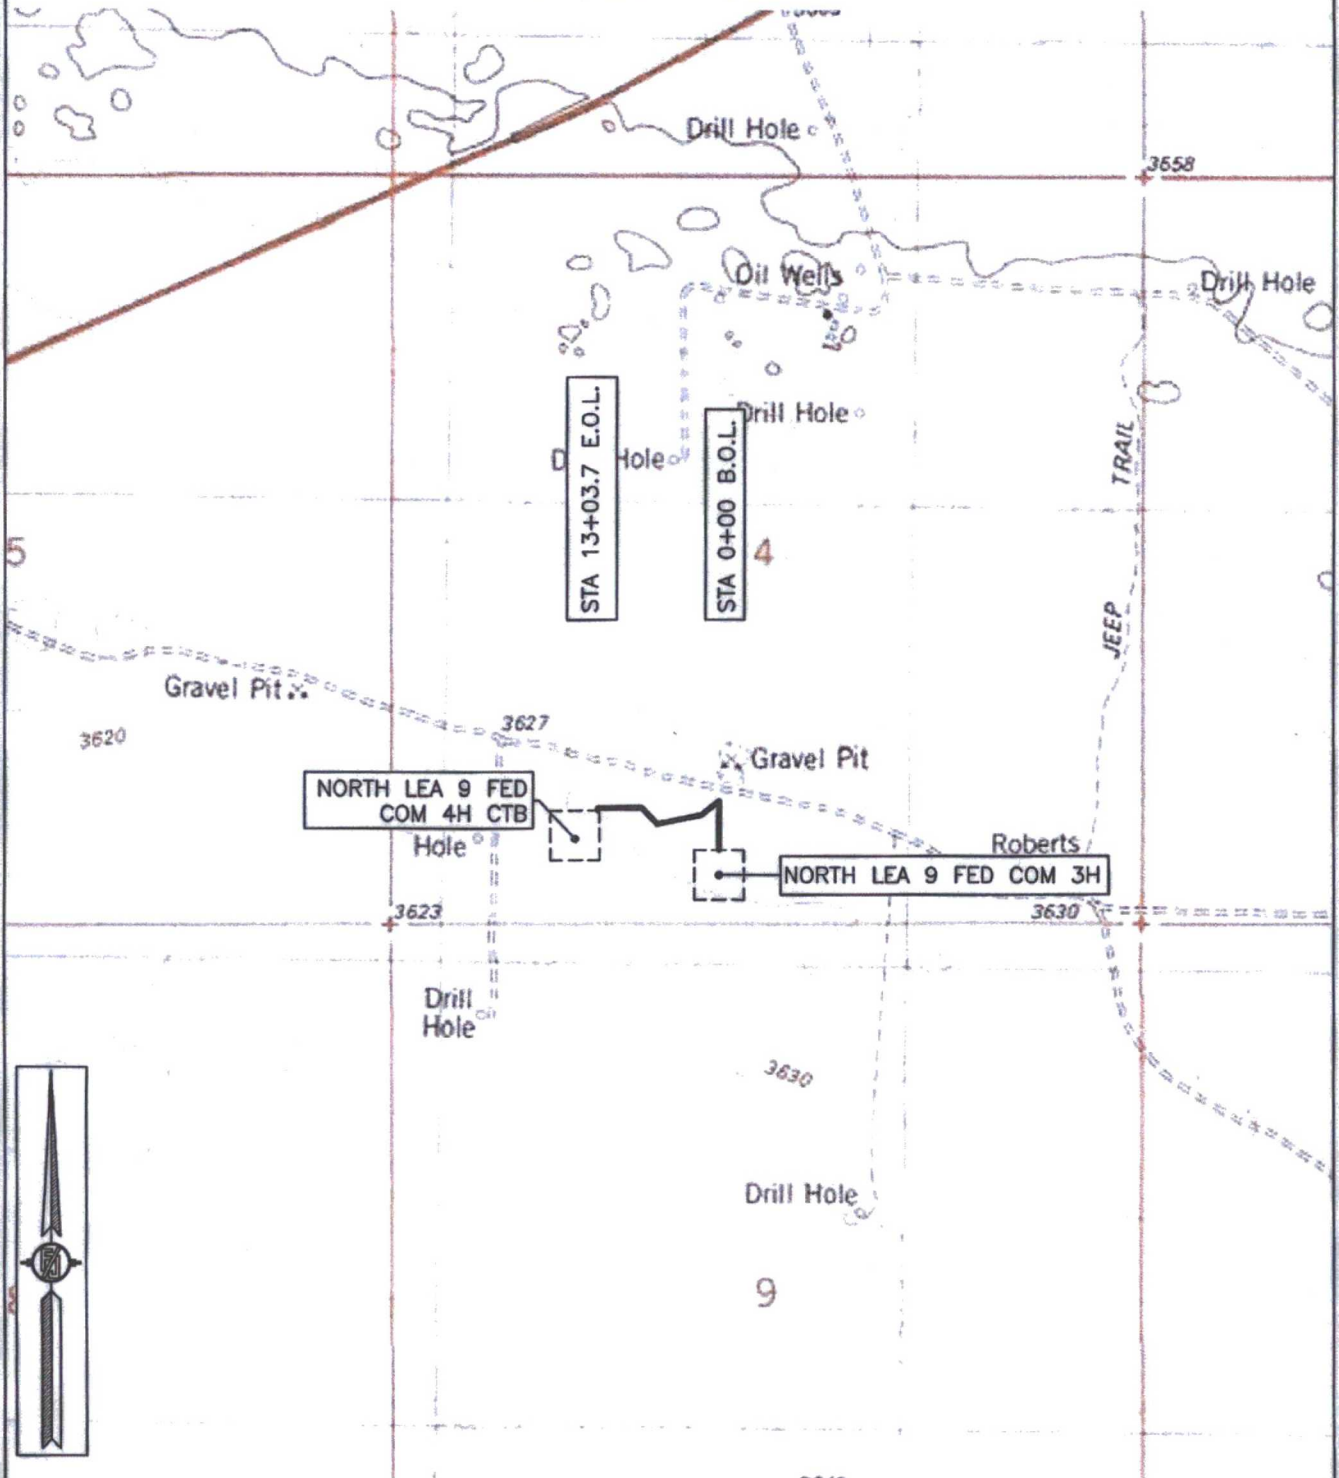 Drill Hole
3658
Oil Wells
Drill Hole
Drill Hole
Hole
STA 13+03.7 E.O.L.
STA 0+00 B.O.L.
4
5
TRAIL
JEEP
Gravel Pit
3620
3627
Gravel Pit
NORTH LEA 9 FED
COM 4H CTB
Hole
Roberts
NORTH LEA 9 FED COM 3H
3623
3630
Drill
Hole
3630
Drill Hole
9